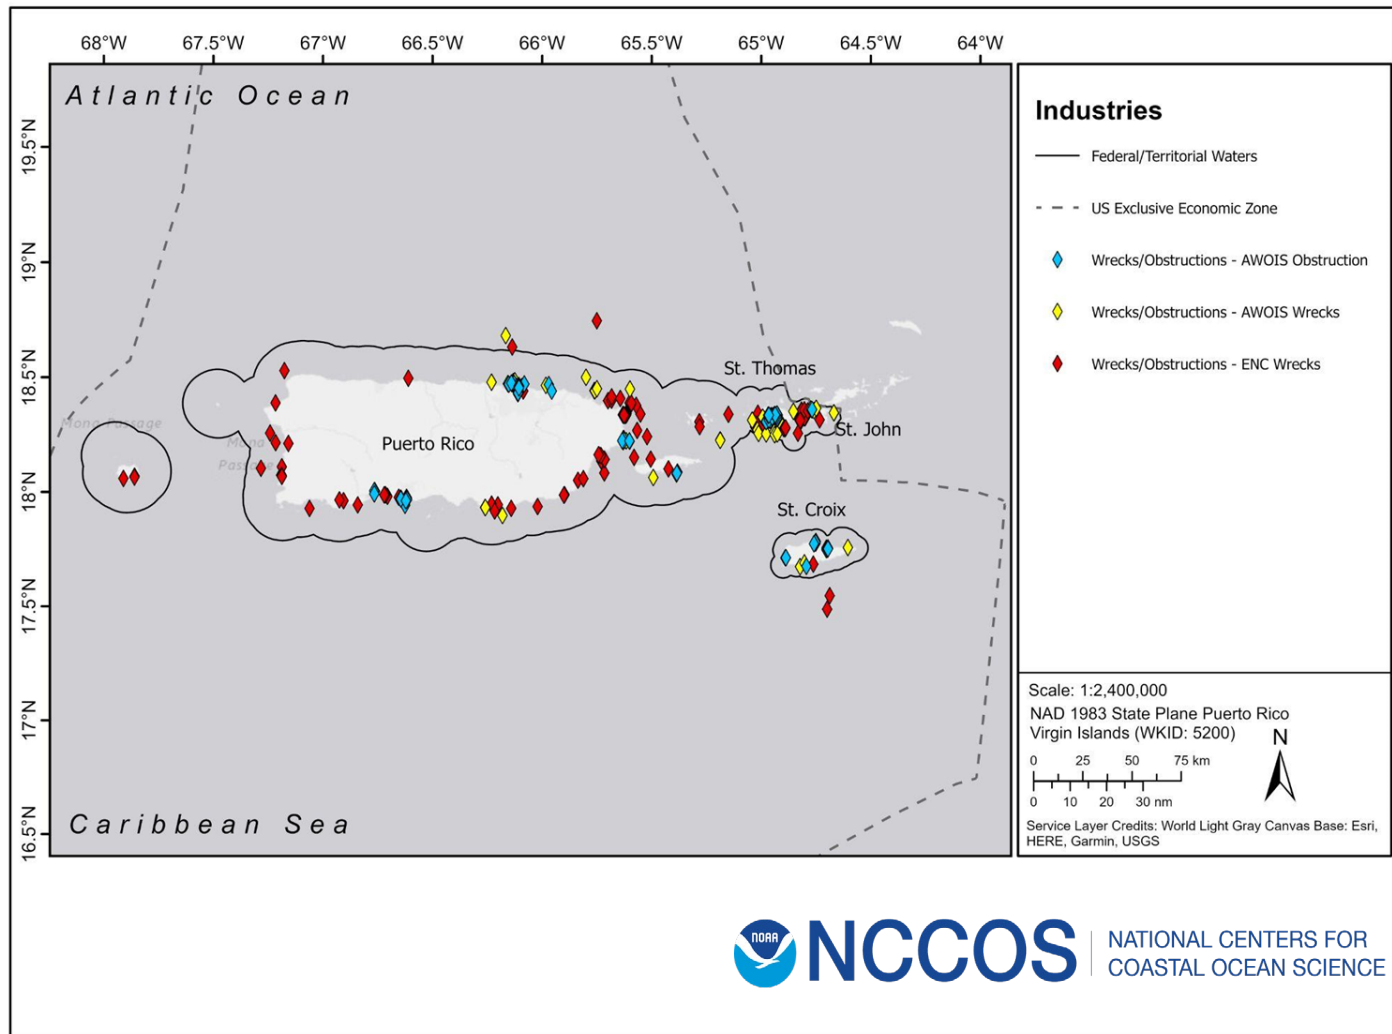 68°W 67.5°W 67°W 66.5°W 66°W 65.5°W 65°W 64.5°W 64°W
Atlantic Ocean
19.5°N
19°N
18.5°N
18°N
17.5°N
17°N
16.5°N
St. Thomas
Mona Passage
Puerto Rico
St. John
Mona
Passage
St. Croix
Caribbean Sea
Industries
Federal/Territorial Waters
US Exclusive Economic Zone
Wrecks/Obstructions - AWOIS Obstruction
Wrecks/Obstructions - AWOIS Wrecks
Wrecks/Obstructions - ENC Wrecks
Scale: 1:2,400,000
NAD 1983 State Plane Puerto Rico
Virgin Islands (WKID: 5200)
N
0 25 50 75 km
0 10 20 30 nm
Service Layer Credits: World Light Gray Canvas Base: Esri,
HERE, Garmin, USGS
NOAA
NCCOS
NATIONAL CENTERS FOR
COASTAL OCEAN SCIENCE